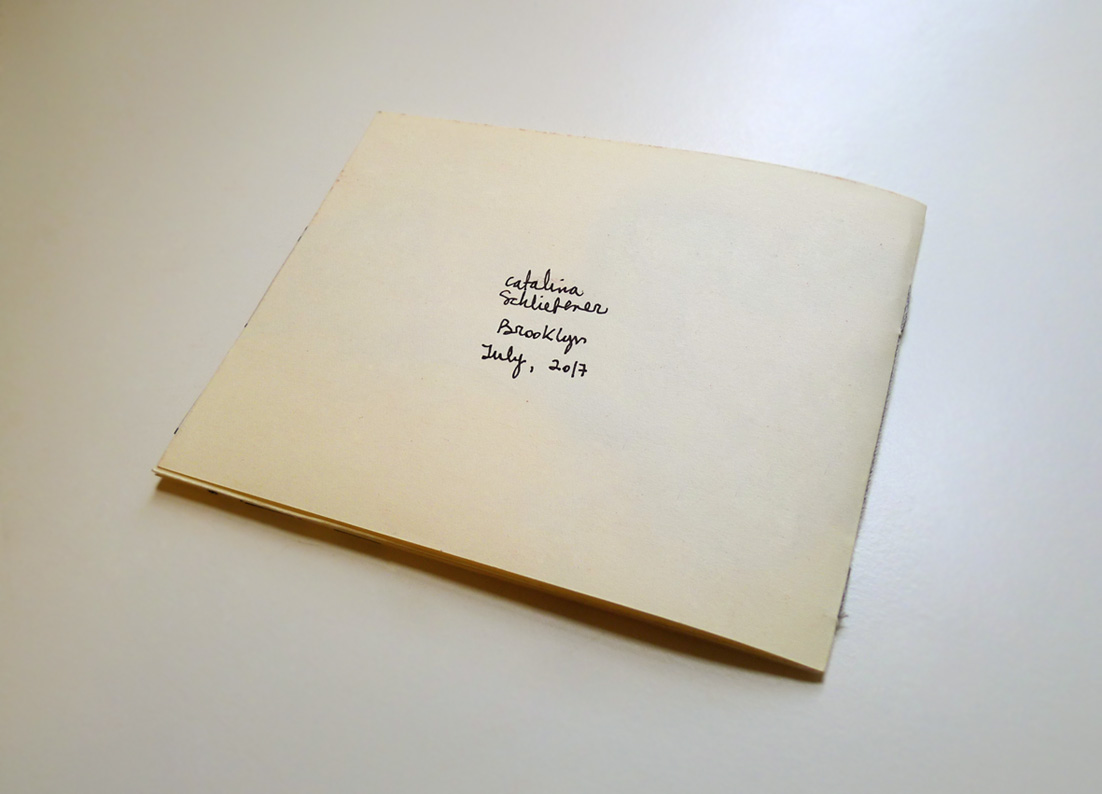 catalina
Schliebener
Brooklyn
July, 2017